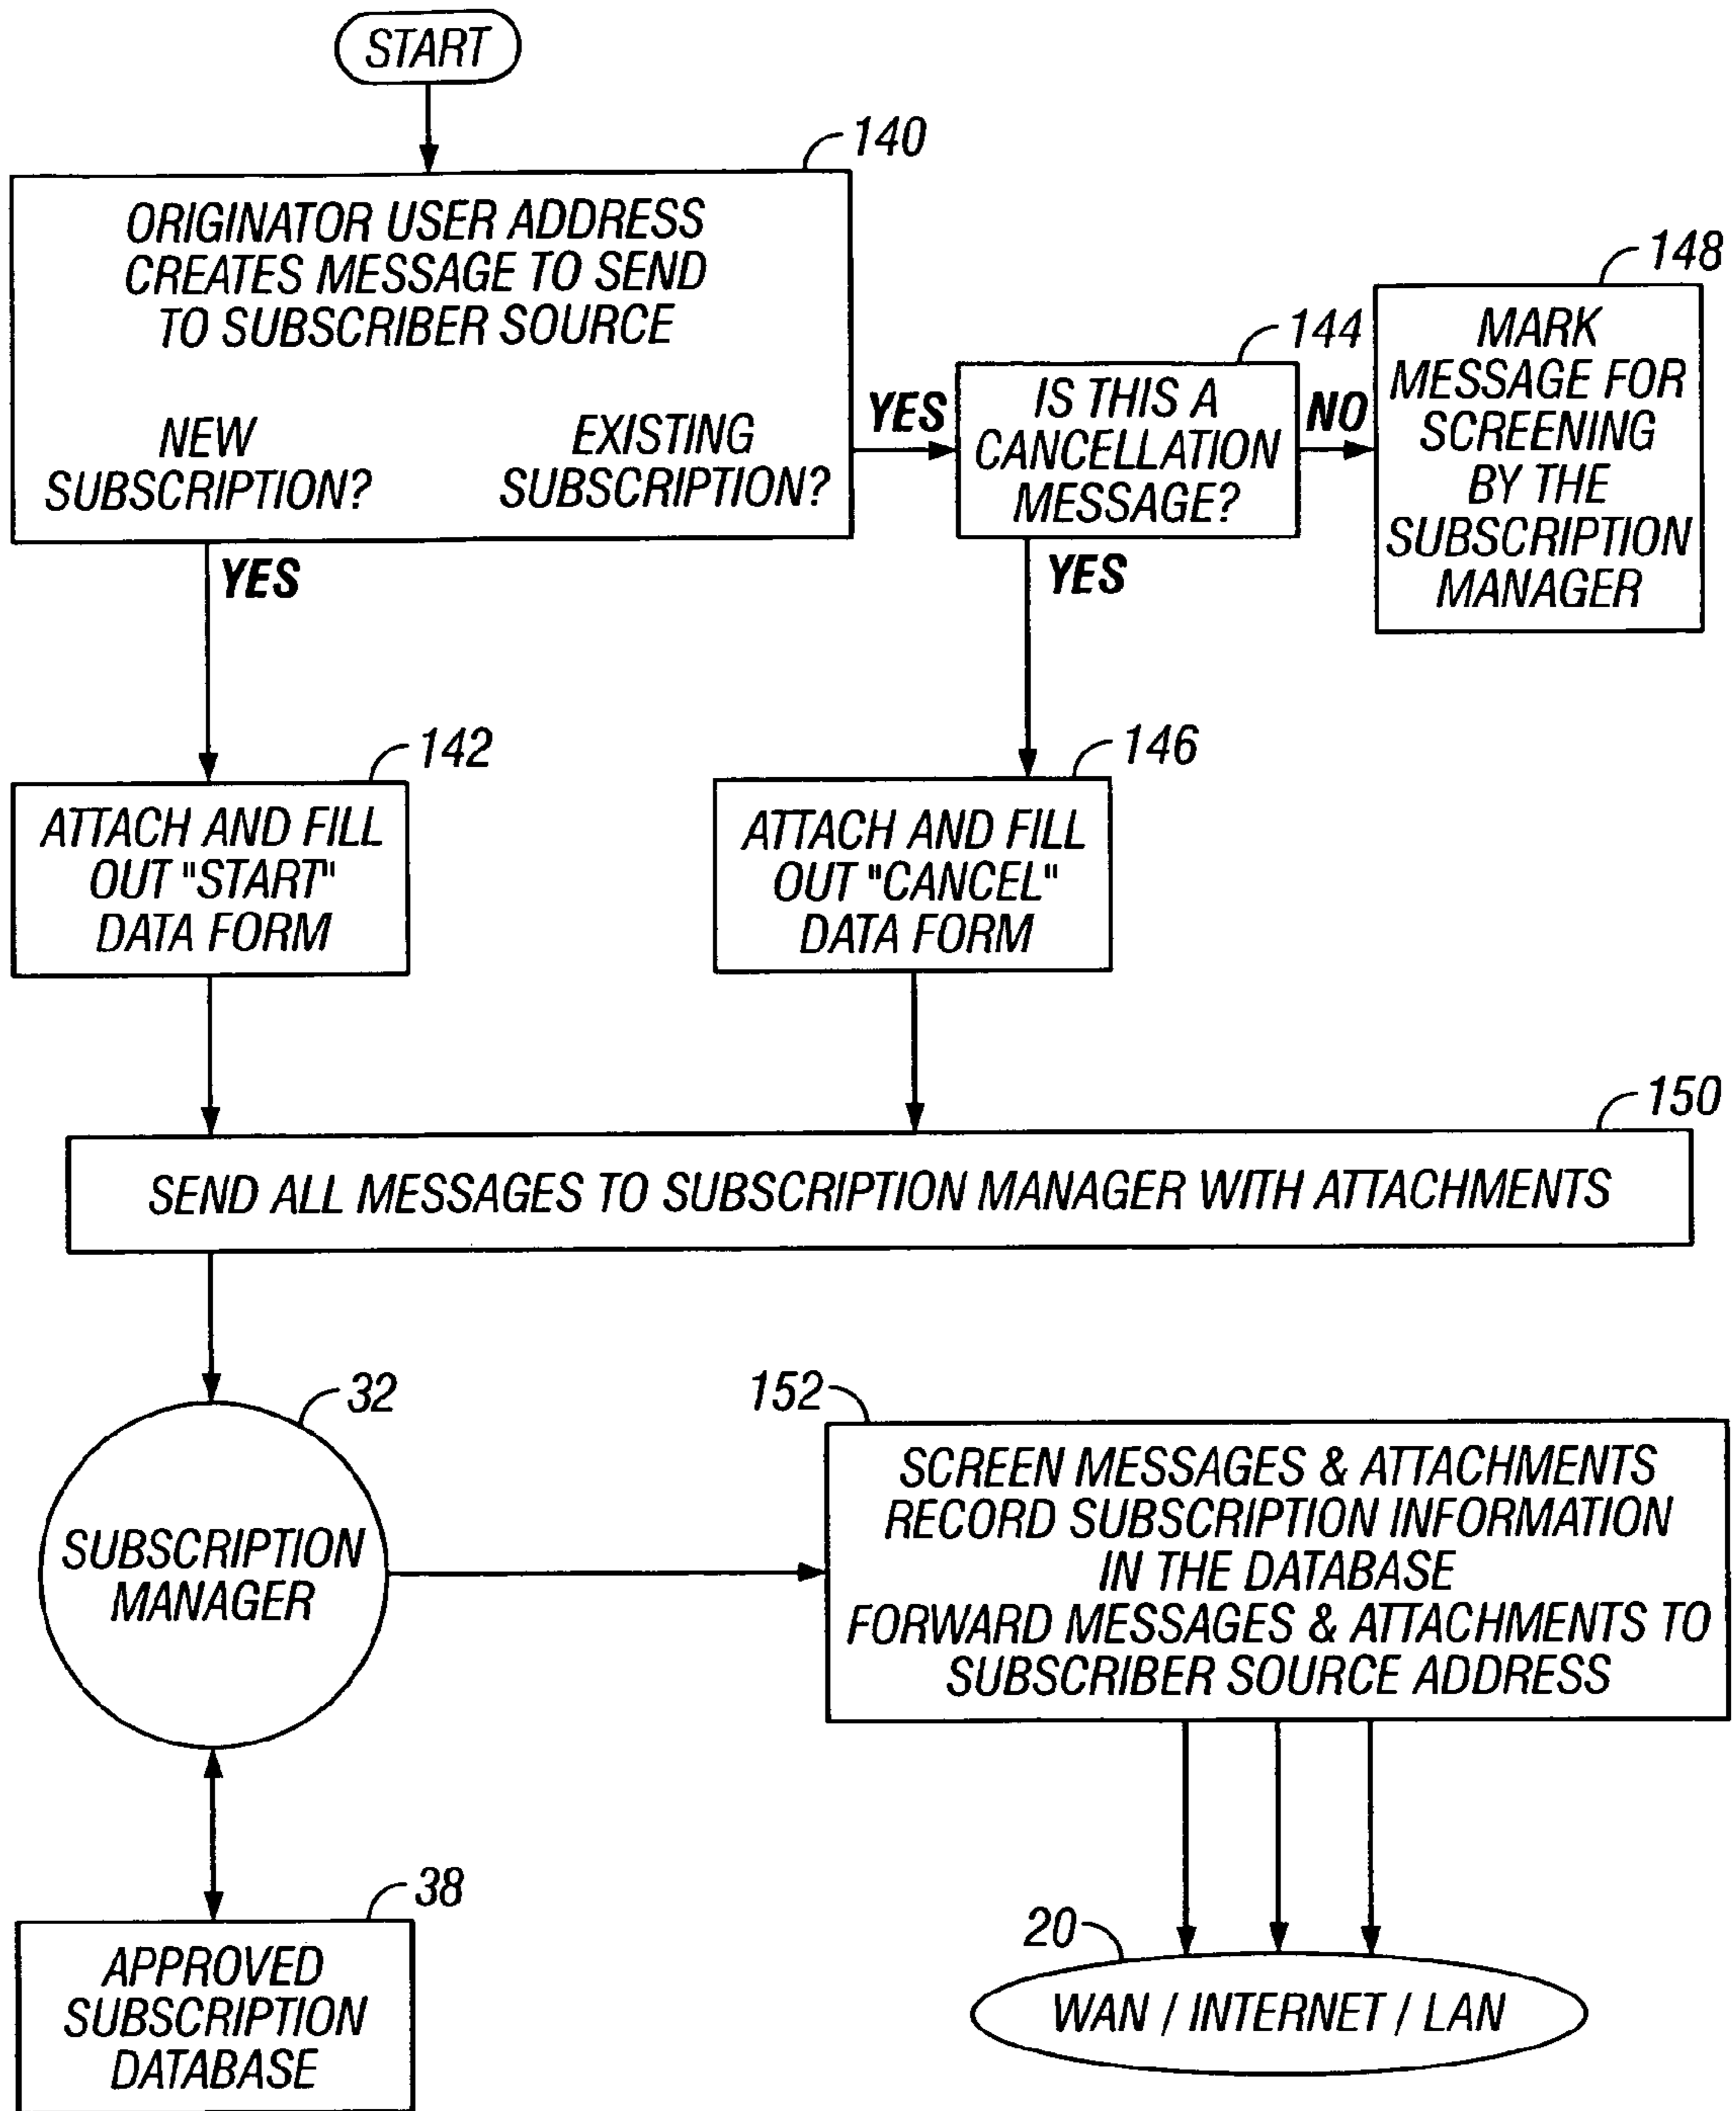 START
140
ORIGINATOR USER ADDRESS
CREATES MESSAGE TO SEND
TO SUBSCRIBER SOURCE
NEW
SUBSCRIPTION?
EXISTING
SUBSCRIPTION?
YES
144
IS THIS A
CANCELLATION
MESSAGE?
NO
148
MARK
MESSAGE FOR
SCREENING
BY THE
SUBSCRIPTION
MANAGER
YES
YES
142
ATTACH AND FILL
OUT "START"
DATA FORM
146
ATTACH AND FILL
OUT "CANCEL"
DATA FORM
150
SEND ALL MESSAGES TO SUBSCRIPTION MANAGER WITH ATTACHMENTS
32
SUBSCRIPTION
MANAGER
152
SCREEN MESSAGES & ATTACHMENTS
RECORD SUBSCRIPTION INFORMATION
IN THE DATABASE
FORWARD MESSAGES & ATTACHMENTS TO
SUBSCRIBER SOURCE ADDRESS
38
APPROVED
SUBSCRIPTION
DATABASE
20
WAN / INTERNET / LAN